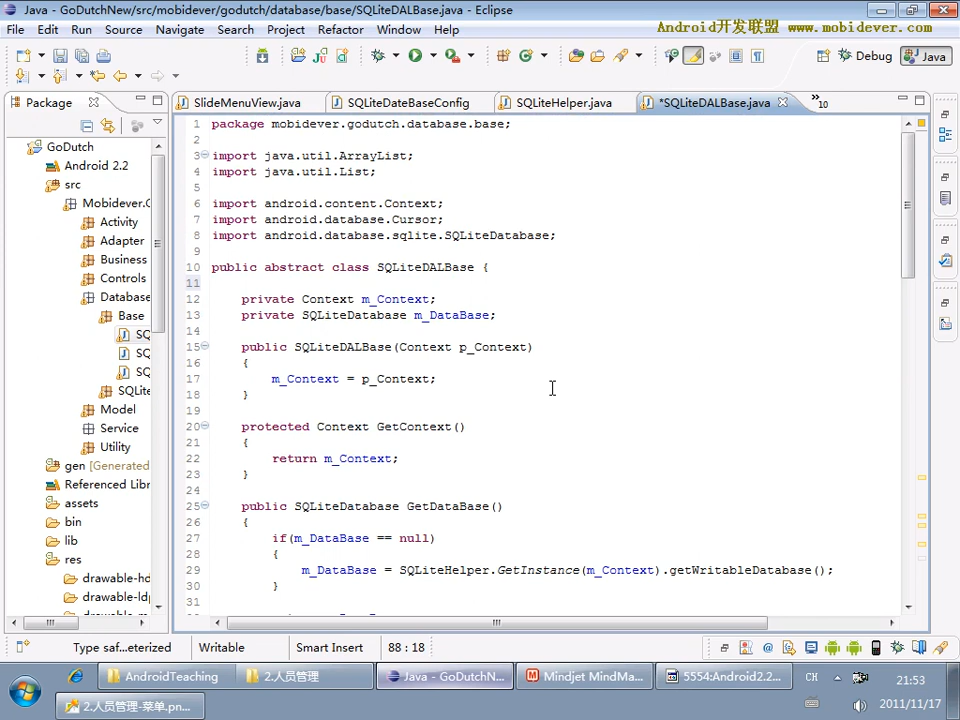 Java - GoDutchNew/src/mobidever/godutch/database/base/SQLiteDALBase.java - Eclipse
File Edit Run Source Navigate Search Project Refactor Window Help
Android开发联盟 www.mobidever.com
Debug Java
Package
SlideMenuView.java SQLiteDateBaseConfig SQLiteHelper.java *SQLiteDALBase.java »10
GoDutch
Android 2.2
src
Mobidever.G
Activity
Adapter
Business
Controls
Database
Base
SQ
SQ
SQ
SQLite
Model
Service
Utility
gen [Generated
Referenced Libr
assets
bin
lib
res
drawable-hd
drawable-ldp
1 package mobidever.godutch.database.base;
2
3 import java.util.ArrayList;
4 import java.util.List;
5
6 import android.content.Context;
7 import android.database.Cursor;
8 import android.database.sqlite.SQLiteDatabase;
9
10 public abstract class SQLiteDALBase {
11
12 private Context m_Context;
13 private SQLiteDatabase m_DataBase;
14
15 public SQLiteDALBase(Context p_Context)
16 {
17 m_Context = p_Context;
18 }
19
20 protected Context GetContext()
21 {
22 return m_Context;
23 }
24
25 public SQLiteDatabase GetDataBase()
26 {
27 if(m_DataBase == null)
28 {
29 m_DataBase = SQLiteHelper.GetInstance(m_Context).getWritableDatabase();
30 }
31
Type saf...eterized Writable Smart Insert 88 : 18
AndroidTeaching 2.人员管理 Java - GoDutchN... Mindjet MindMa... 5554:Android2.2... CH 21:53
2.人员管理-菜单.pn... 2011/11/17